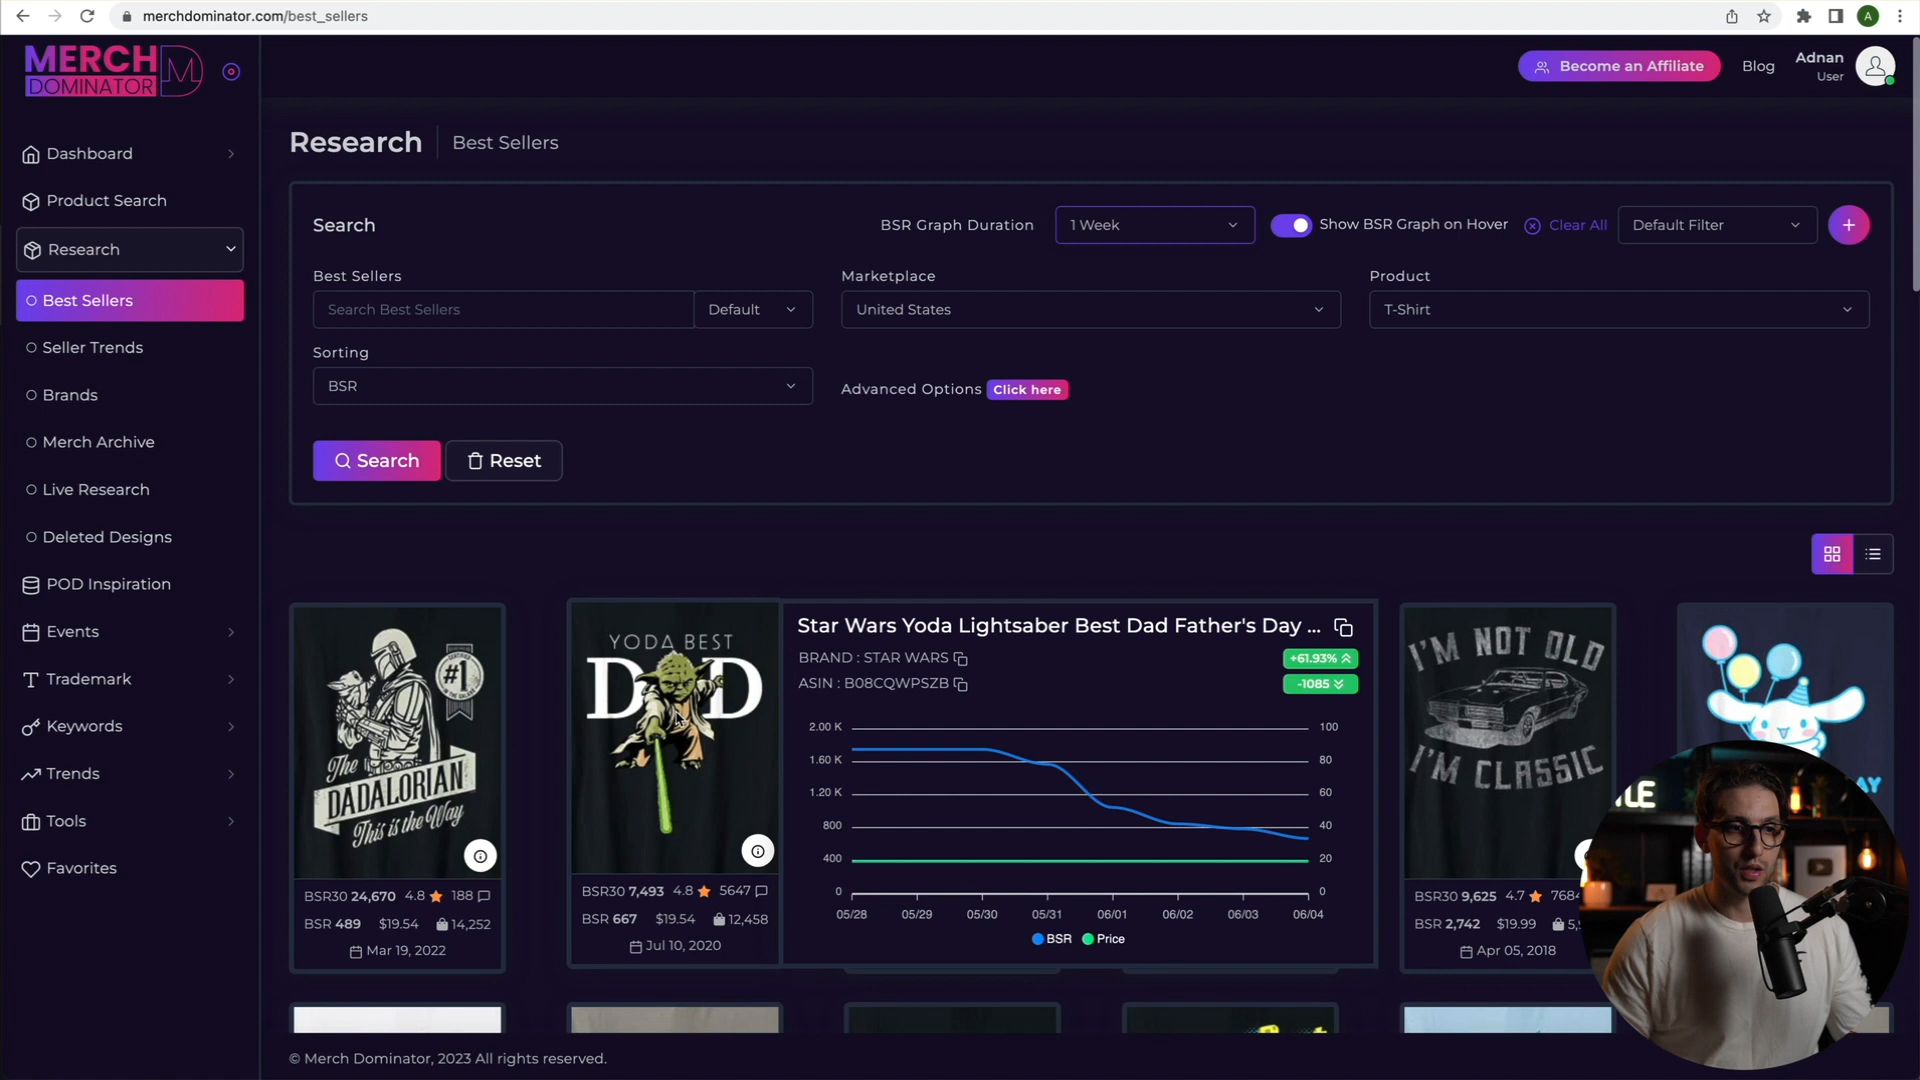 merchdominator.com/best_sellers
A
MERCH
DOMINATOR
Become an Affiliate
Blog
Adnan
User
Dashboard
Product Search
Research
Best Sellers
Seller Trends
Brands
Merch Archive
Live Research
Deleted Designs
POD Inspiration
Events
Trademark
Keywords
Trends
Tools
Favorites
Research
Best Sellers
Search
BSR Graph Duration
1 Week
Show BSR Graph on Hover
Clear All
Default Filter
Best Sellers
Marketplace
Product
Search Best Sellers
Default
United States
T-Shirt
Sorting
BSR
Advanced Options Click here
Search
Reset
#1
The
DADALORIAN
This is the Way
BSR30 24,670 4.8 188
BSR 489 $19.54 14,252
Mar 19, 2022
YODA BEST
DAD
BSR30 7,493 4.8 5647
BSR 667 $19.54 12,458
Jul 10, 2020
Star Wars Yoda Lightsaber Best Dad Father's Day ...
BRAND : STAR WARS
+61.93%
ASIN : B08CQWPSZB
-1085
2.00 K
1.60 K
1.20 K
800
400
0
100
80
60
40
20
0
05/28 05/29 05/30 05/31 06/01 06/02 06/03 06/04
BSR Price
I'M NOT OLD
I'M CLASSIC
BSR30 9,625 4.7 7684
BSR 2,742 $19.99 5,
Apr 05, 2018
AY
LE
© Merch Dominator, 2023 All rights reserved.